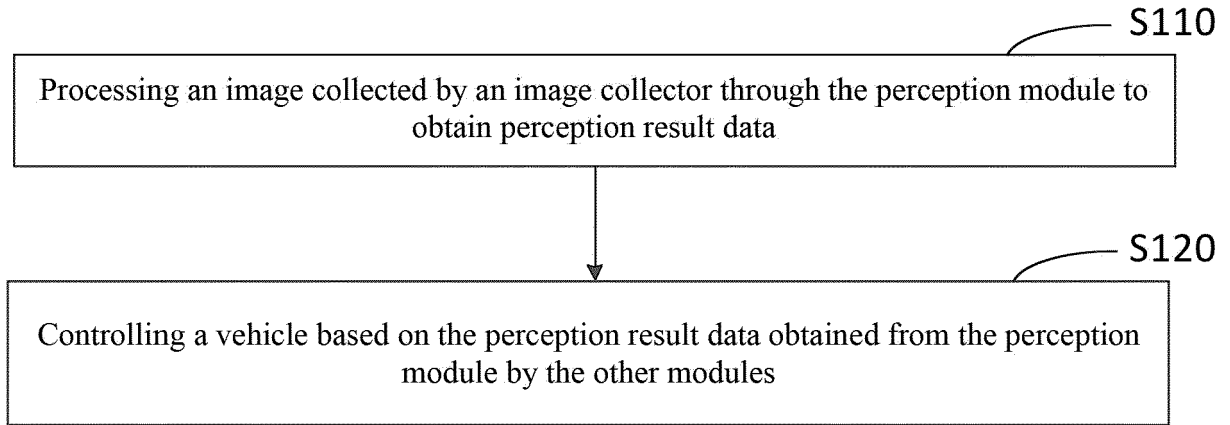 S110
Processing an image collected by an image collector through the perception module to
obtain perception result data
S120
Controlling a vehicle based on the perception result data obtained from the perception
module by the other modules